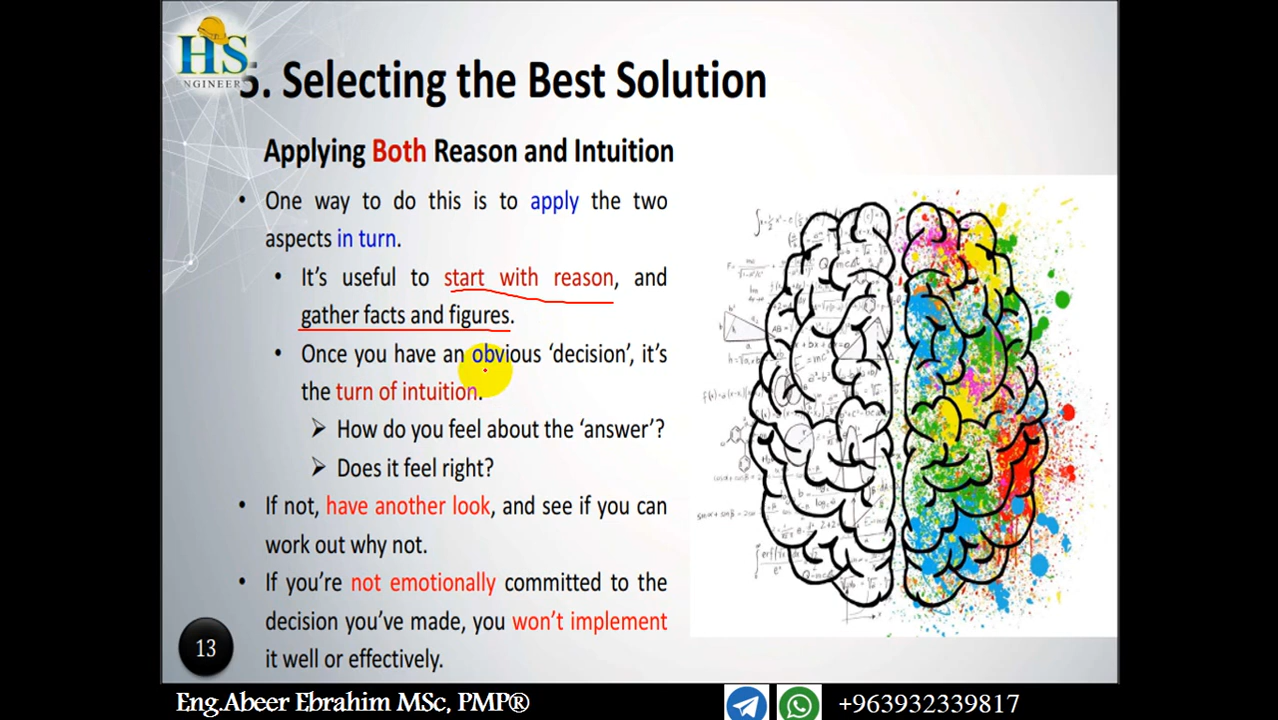 HS
NGINEER
5. Selecting the Best Solution
Applying Both Reason and Intuition
• One way to do this is to apply the two
aspects in turn.
• It’s useful to start with reason, and
gather facts and figures.
• Once you have an obvious ‘decision’, it’s
the turn of intuition.
➢ How do you feel about the ‘answer’?
➢ Does it feel right?
• If not, have another look, and see if you can
work out why not.
• If you’re not emotionally committed to the
decision you’ve made, you won’t implement
it well or effectively.
13
Eng.Abeer Ebrahim MSc, PMP® +963932339817